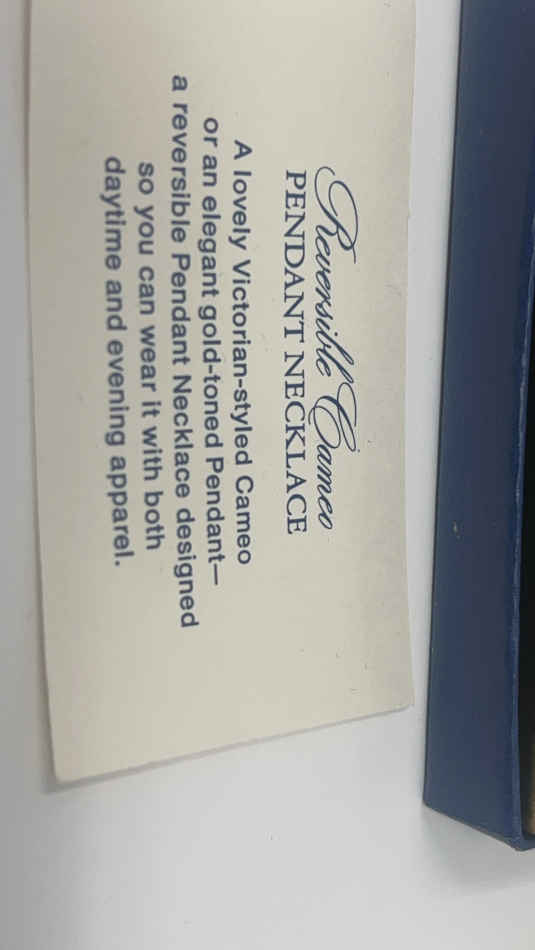 Reversible Cameo
PENDANT NECKLACE
A lovely Victorian-styled Cameo
or an elegant gold-toned Pendant—
a reversible Pendant Necklace designed
so you can wear it with both
daytime and evening apparel.